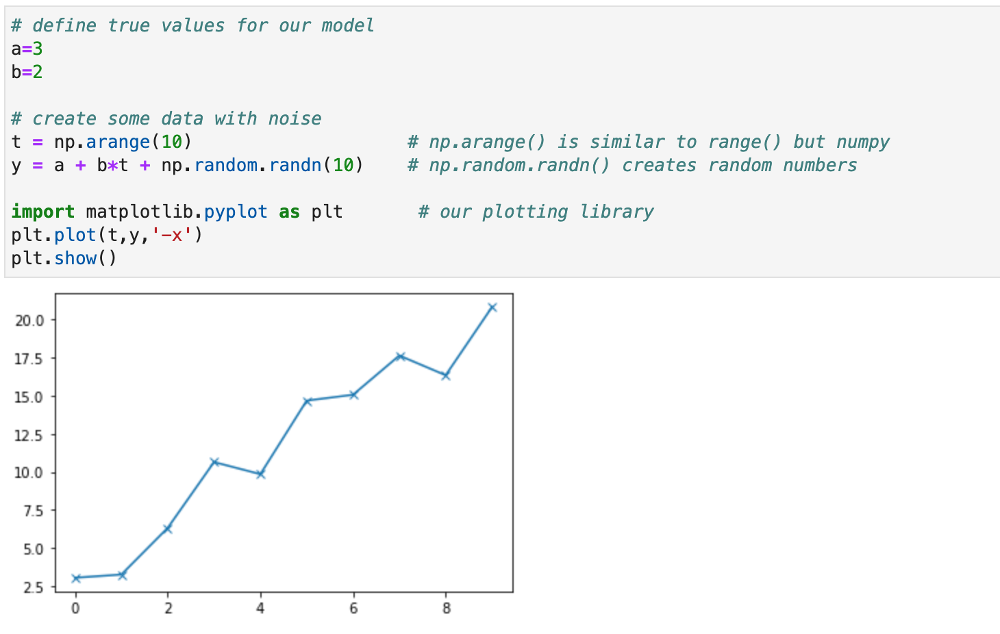 # define true values for our model
a=3
b=2
# create some data with noise
t = np.arange(10) # np.arange() is similar to range() but numpy
y = a + b*t + np.random.randn(10) # np.random.randn() creates random numbers
import matplotlib.pyplot as plt # our plotting library
plt.plot(t,y,'-x')
plt.show()
20.0
17.5
15.0
12.5
10.0
7.5
5.0
2.5
0 2 4 6 8